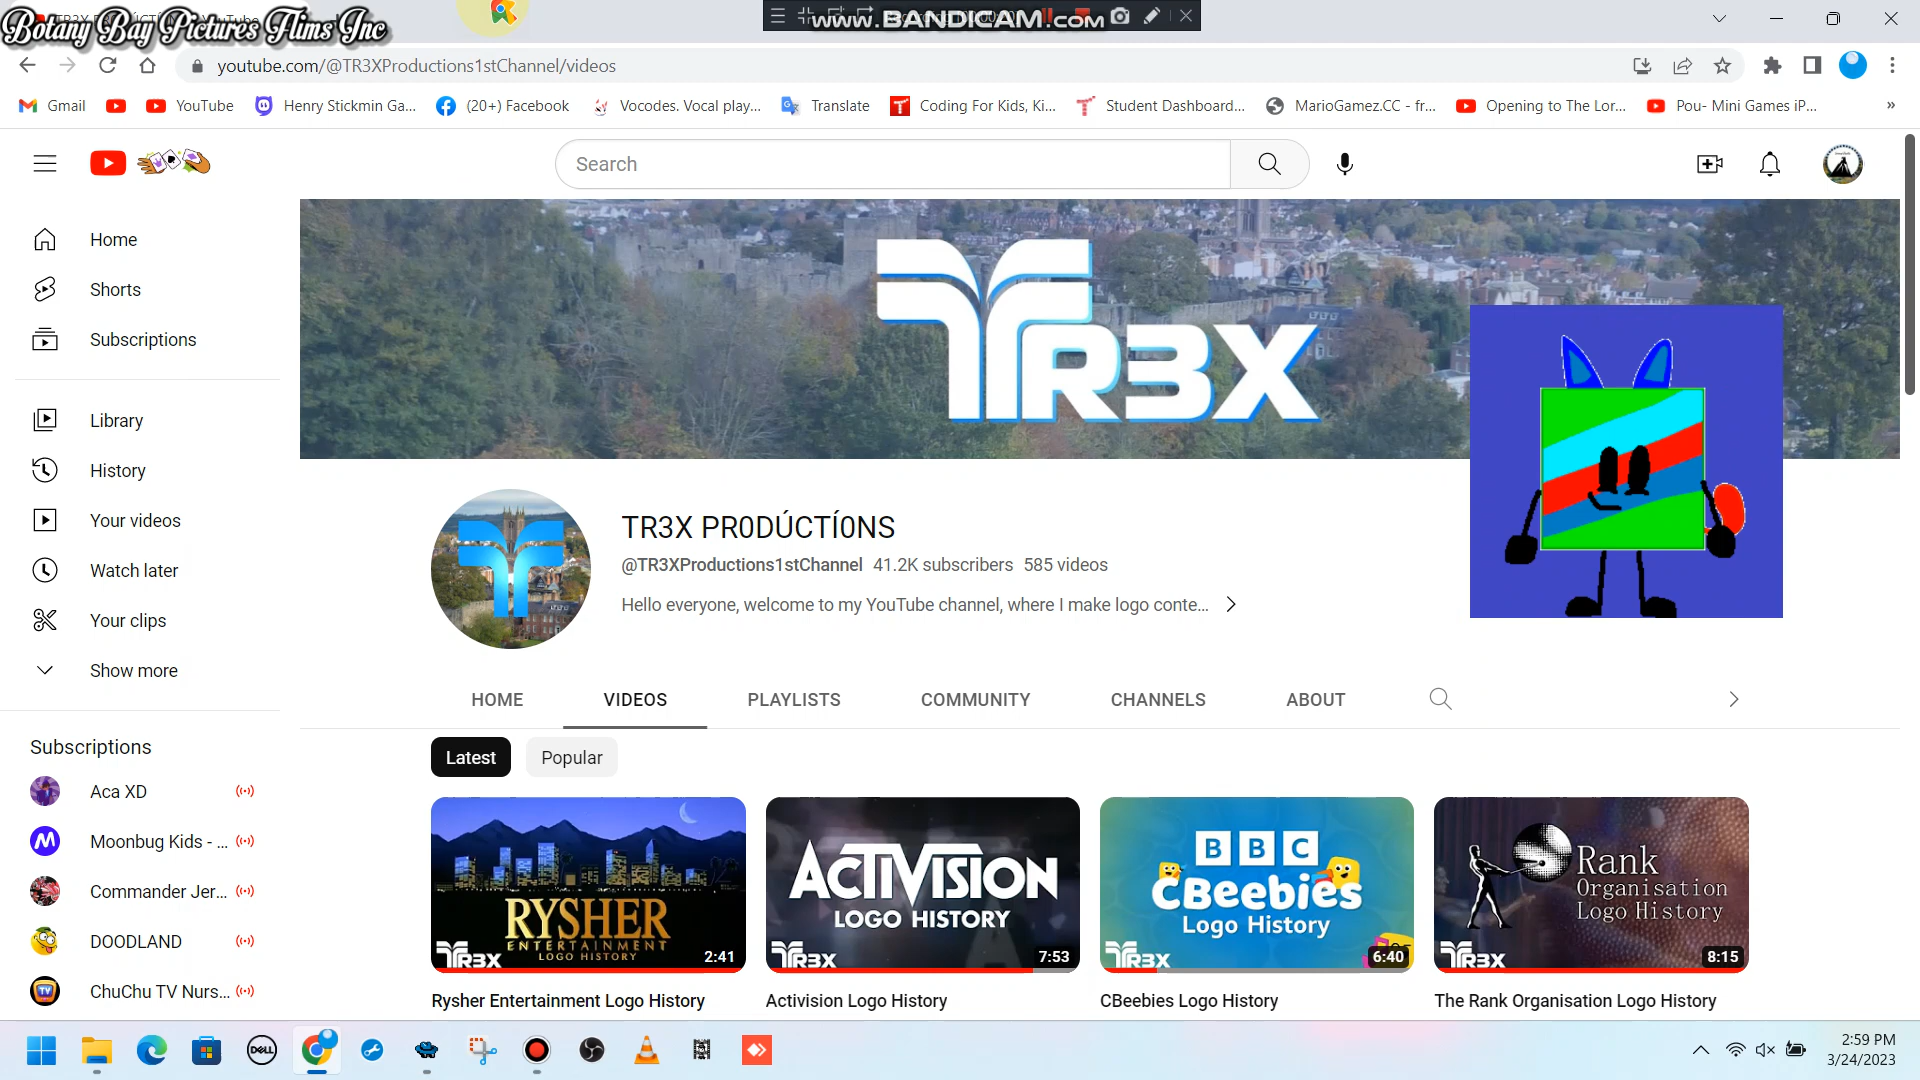 Botany Bay Pictures Flims Inc
www.BANDICAM.com
youtube.com/@TR3XProductions1stChannel/videos
Gmail
YouTube
Henry Stickmin Ga...
(20+) Facebook
Vocodes. Vocal play...
Translate
Coding For Kids, Ki...
Student Dashboard...
MarioGamez.CC - fr...
Opening to The Lor...
Pou- Mini Games iP...
»
Search
Home
Shorts
Subscriptions
Library
History
Your videos
Watch later
Your clips
Show more
Subscriptions
Aca XD
Moonbug Kids - ...
Commander Jer...
DOODLAND
ChuChu TV Nurs...
TR3X
TR3X PR0DÚCTÍ0NS
@TR3XProductions1stChannel 41.2K subscribers 585 videos
Hello everyone, welcome to my YouTube channel, where I make logo conte...
HOME VIDEOS PLAYLISTS COMMUNITY CHANNELS ABOUT
Latest Popular
RYSHER
ENTERTAINMENT
LOGO HISTORY
TR3X
2:41
Rysher Entertainment Logo History
ACTIVISION
LOGO HISTORY
TR3X
7:53
Activision Logo History
BBC
CBeebies
Logo History
TR3X
6:40
CBeebies Logo History
Rank
Organisation
Logo History
TR3X
8:15
The Rank Organisation Logo History
DELL
2:59 PM
3/24/2023